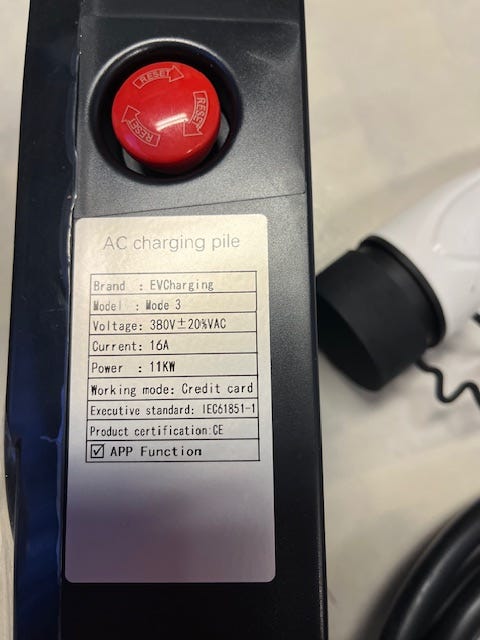 RESET
RESET
RESET
AC charging pile
Brand : EVCharging
Model : Mode 3
Voltage: 380V±20%VAC
Current: 16A
Power : 11KW
Working mode: Credit card
Executive standard: IEC61851-1
Product certification:CE
☑ APP Function